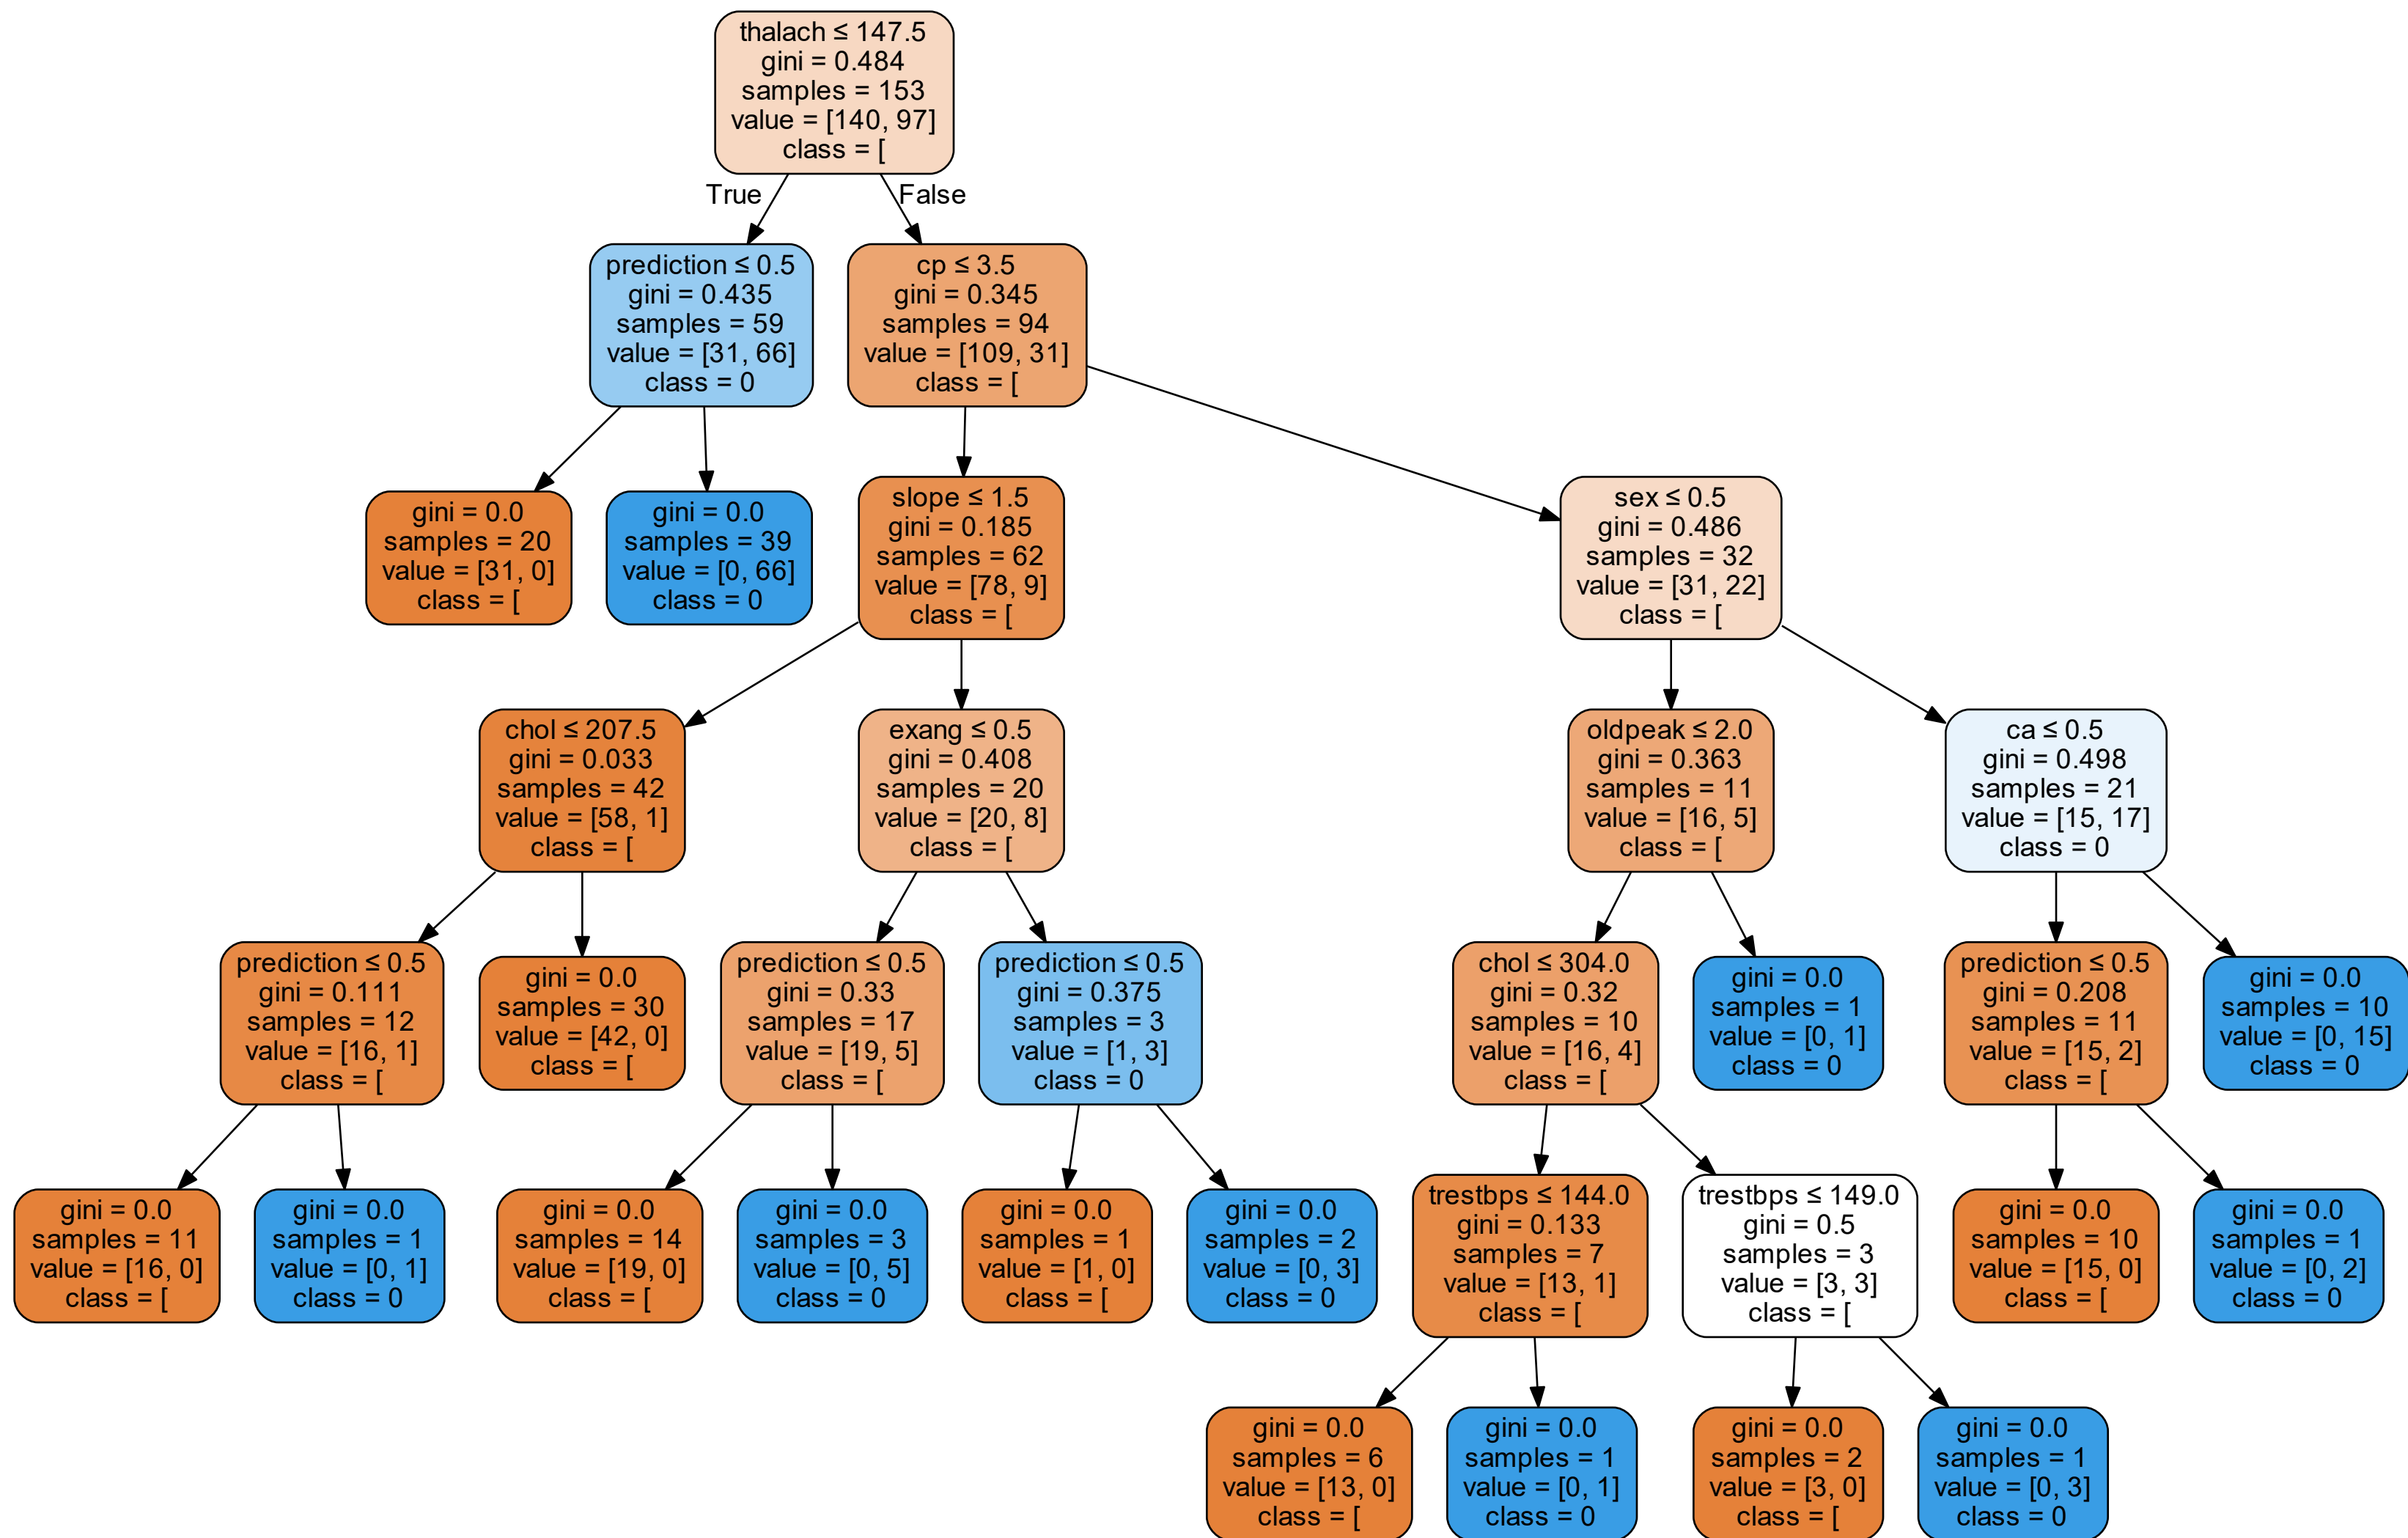 thalach ≤ 147.5
gini = 0.484
samples = 153
value = [140, 97]
class = [
True
False
prediction ≤ 0.5
gini = 0.435
samples = 59
value = [31, 66]
class = 0
cp ≤ 3.5
gini = 0.345
samples = 94
value = [109, 31]
class = [
gini = 0.0
samples = 20
value = [31, 0]
class = [
gini = 0.0
samples = 39
value = [0, 66]
class = 0
slope ≤ 1.5
gini = 0.185
samples = 62
value = [78, 9]
class = [
sex ≤ 0.5
gini = 0.486
samples = 32
value = [31, 22]
class = [
chol ≤ 207.5
gini = 0.033
samples = 42
value = [58, 1]
class = [
exang ≤ 0.5
gini = 0.408
samples = 20
value = [20, 8]
class = [
oldpeak ≤ 2.0
gini = 0.363
samples = 11
value = [16, 5]
class = [
ca ≤ 0.5
gini = 0.498
samples = 21
value = [15, 17]
class = 0
prediction ≤ 0.5
gini = 0.111
samples = 12
value = [16, 1]
class = [
gini = 0.0
samples = 30
value = [42, 0]
class = [
prediction ≤ 0.5
gini = 0.33
samples = 17
value = [19, 5]
class = [
prediction ≤ 0.5
gini = 0.375
samples = 3
value = [1, 3]
class = 0
chol ≤ 304.0
gini = 0.32
samples = 10
value = [16, 4]
class = [
gini = 0.0
samples = 1
value = [0, 1]
class = 0
prediction ≤ 0.5
gini = 0.208
samples = 11
value = [15, 2]
class = [
gini = 0.0
samples = 10
value = [0, 15]
class = 0
gini = 0.0
samples = 11
value = [16, 0]
class = [
gini = 0.0
samples = 1
value = [0, 1]
class = 0
gini = 0.0
samples = 14
value = [19, 0]
class = [
gini = 0.0
samples = 3
value = [0, 5]
class = 0
gini = 0.0
samples = 1
value = [1, 0]
class = [
gini = 0.0
samples = 2
value = [0, 3]
class = 0
trestbps ≤ 144.0
gini = 0.133
samples = 7
value = [13, 1]
class = [
trestbps ≤ 149.0
gini = 0.5
samples = 3
value = [3, 3]
class = [
gini = 0.0
samples = 10
value = [15, 0]
class = [
gini = 0.0
samples = 1
value = [0, 2]
class = 0
gini = 0.0
samples = 6
value = [13, 0]
class = [
gini = 0.0
samples = 1
value = [0, 1]
class = 0
gini = 0.0
samples = 2
value = [3, 0]
class = [
gini = 0.0
samples = 1
value = [0, 3]
class = 0